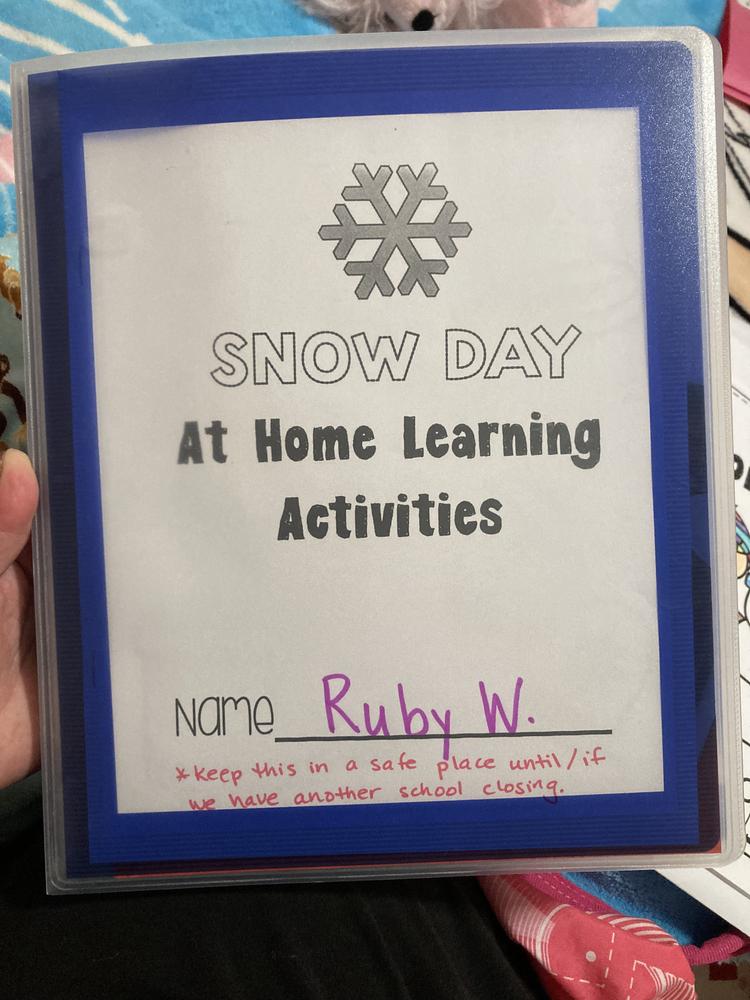 SNOW DAY
At Home Learning
Activities
Name Ruby W.
*Keep this in a safe place until/if
we have another school closing.